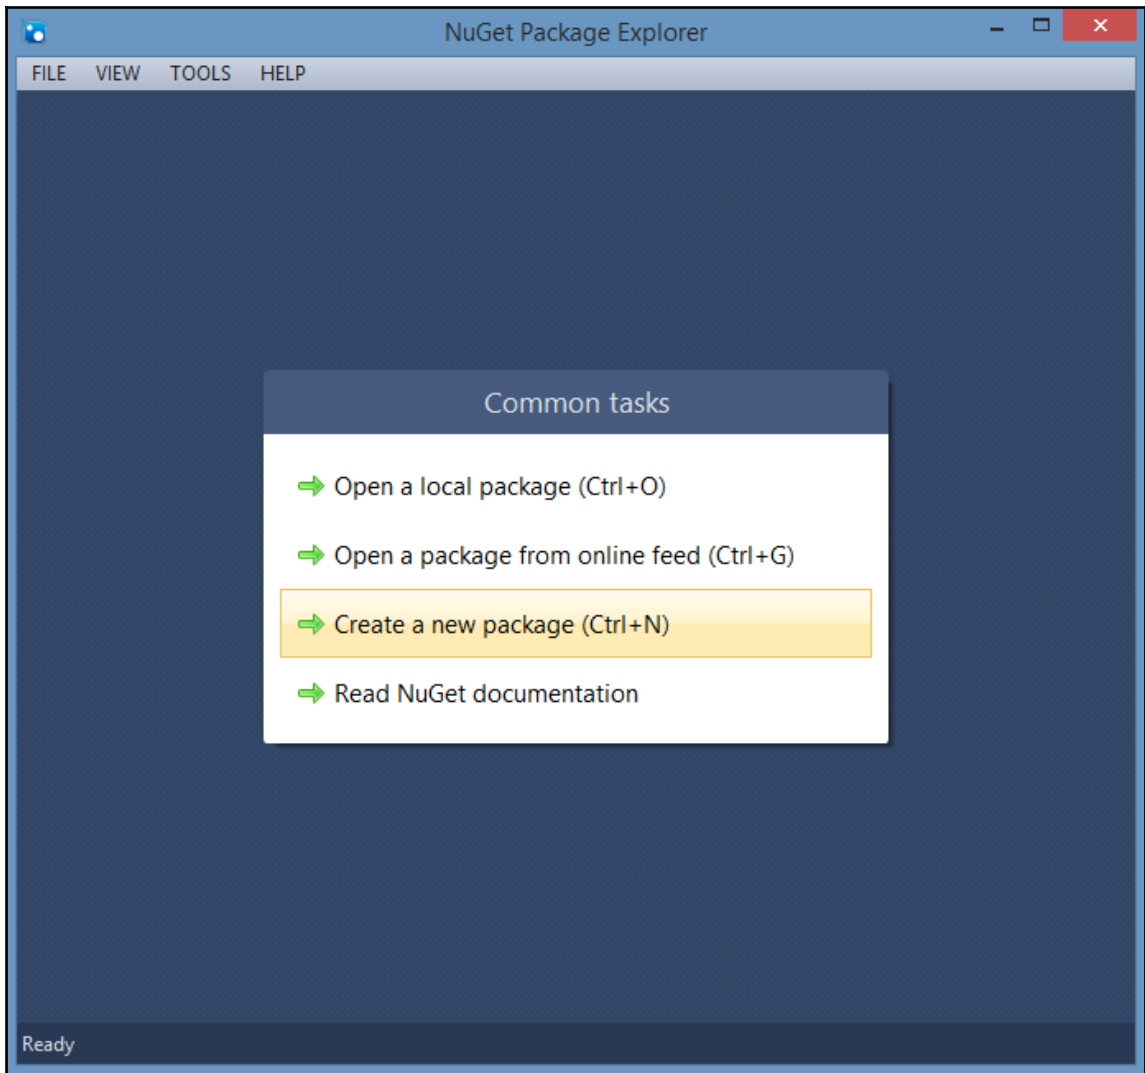 NuGet Package Explorer
FILE VIEW TOOLS HELP
Common tasks
Open a local package (Ctrl+O)
Open a package from online feed (Ctrl+G)
Create a new package (Ctrl+N)
Read NuGet documentation
Ready